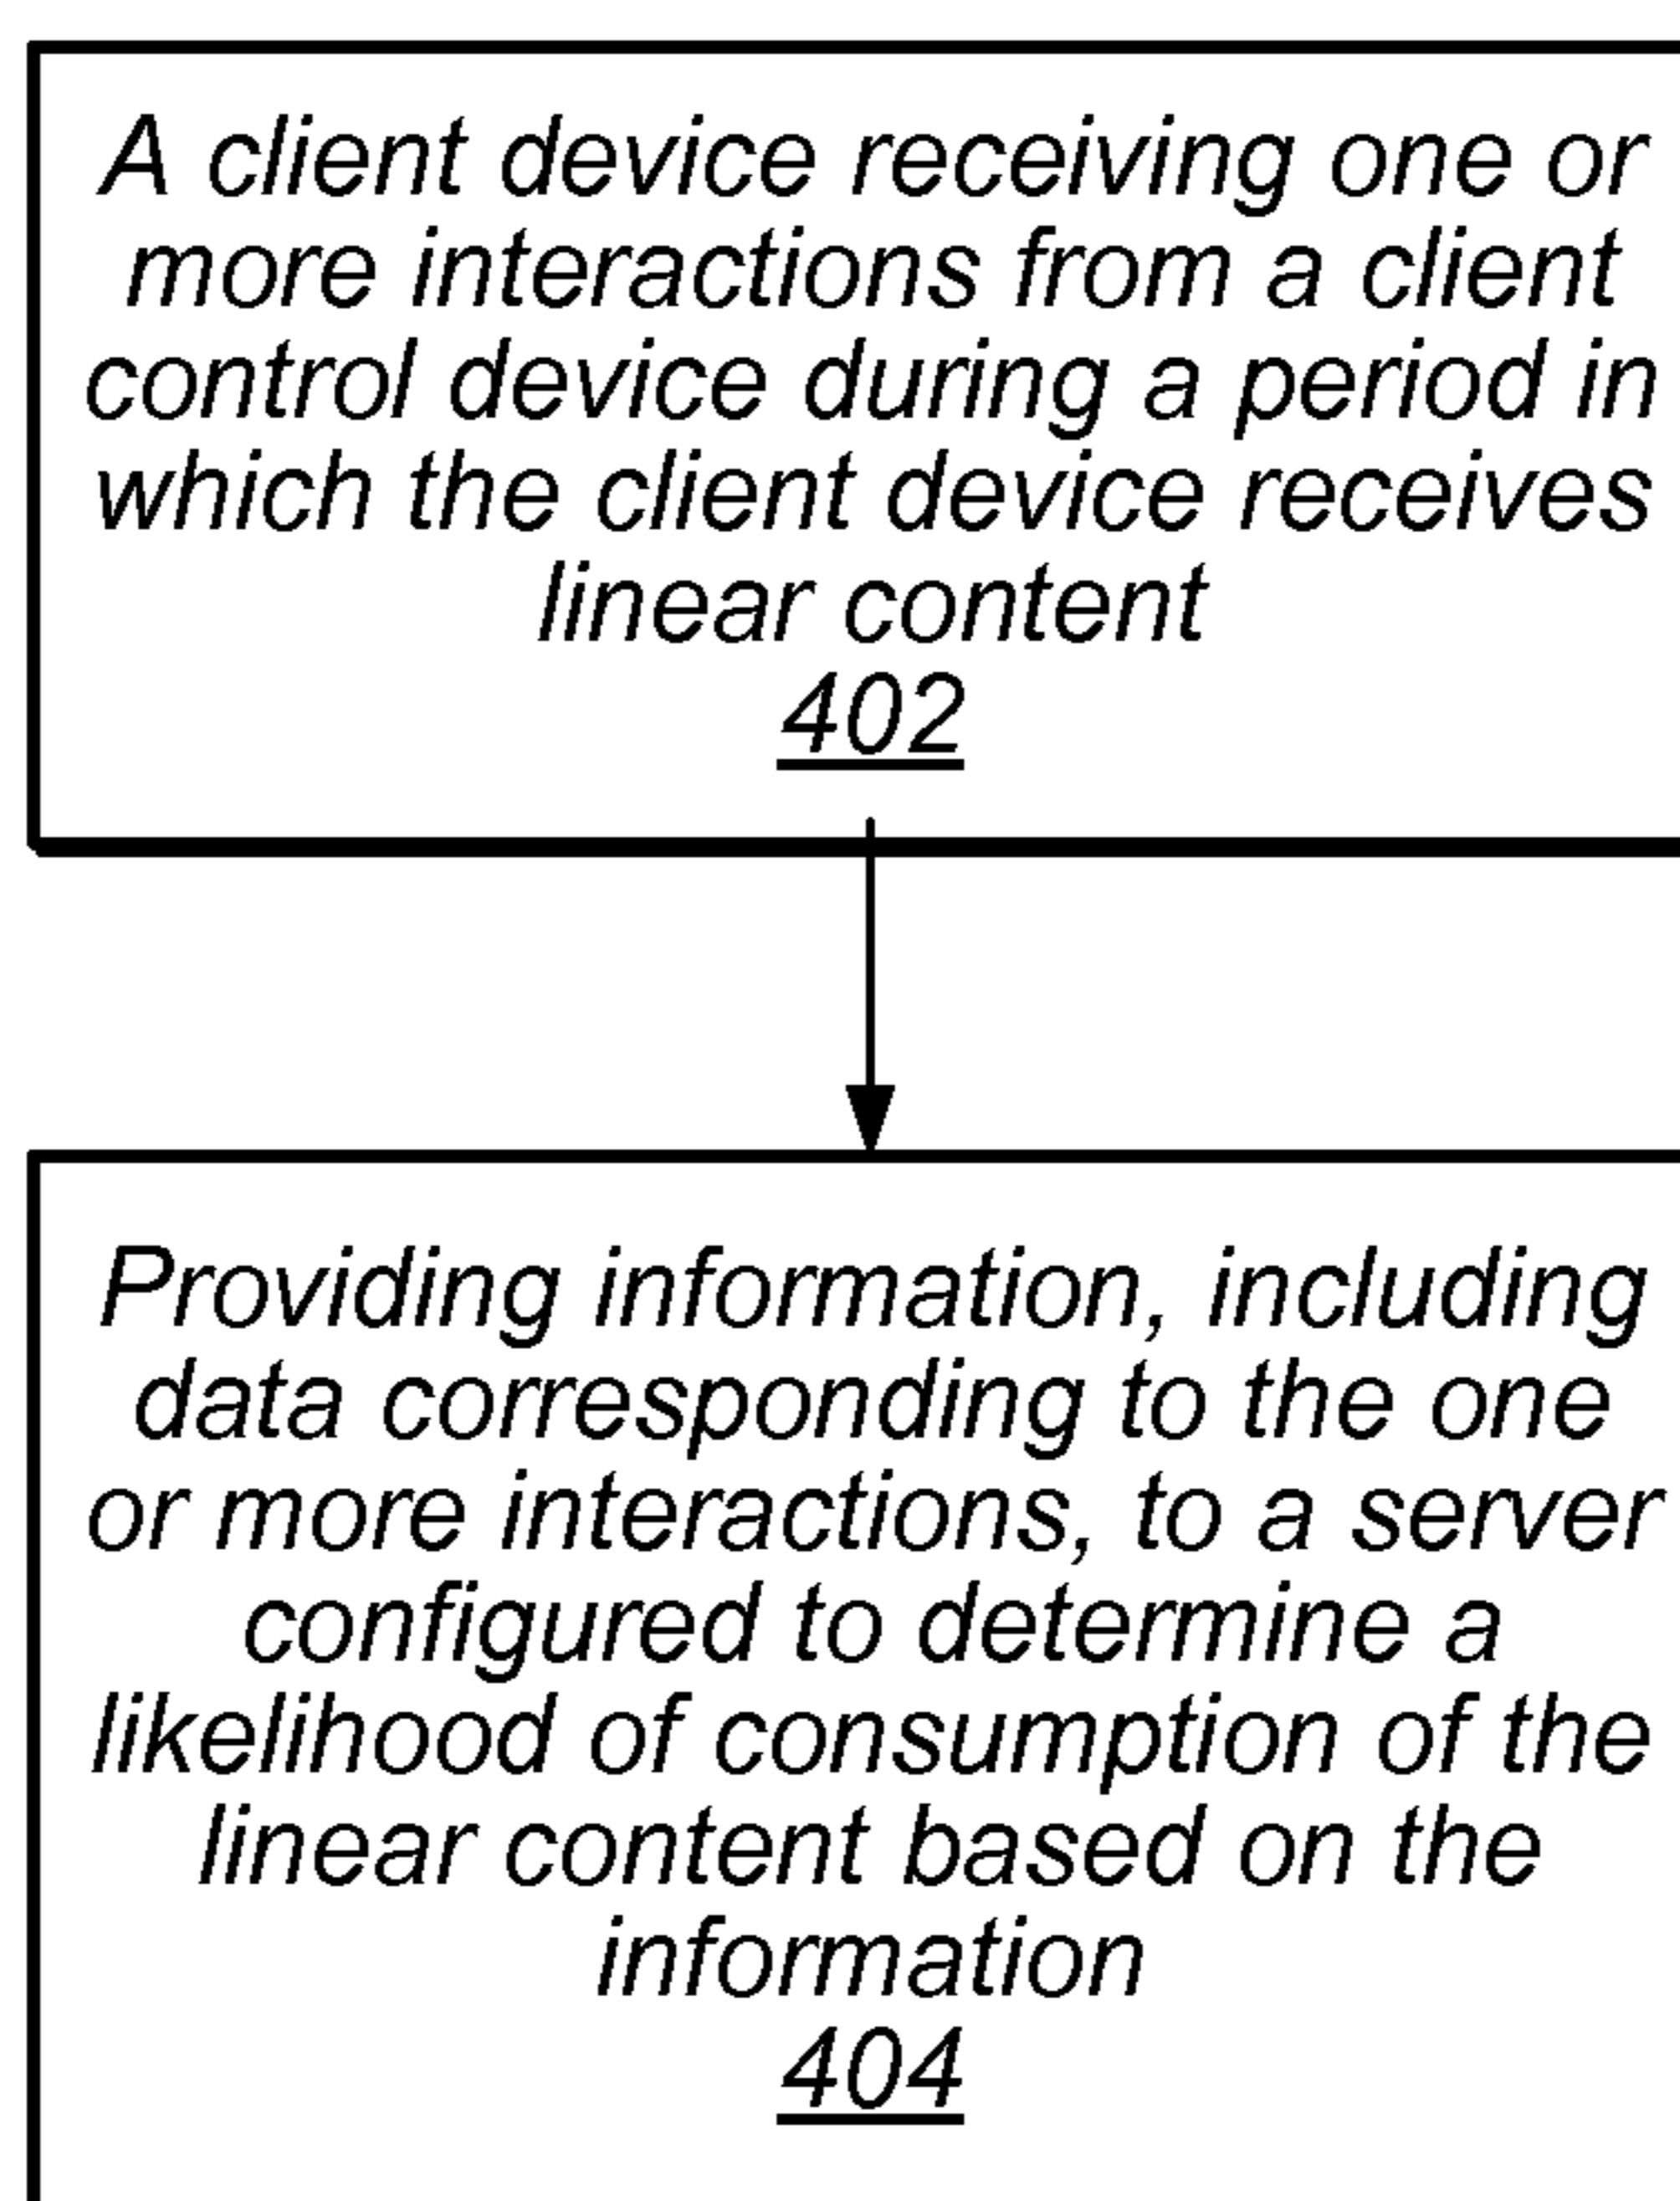 A client device receiving one or
more interactions from a client
control device during a period in
which the client device receives
linear content
402
Providing information, including
data corresponding to the one
or more interactions, to a server
configured to determine a
likelihood of consumption of the
linear content based on the
information
404